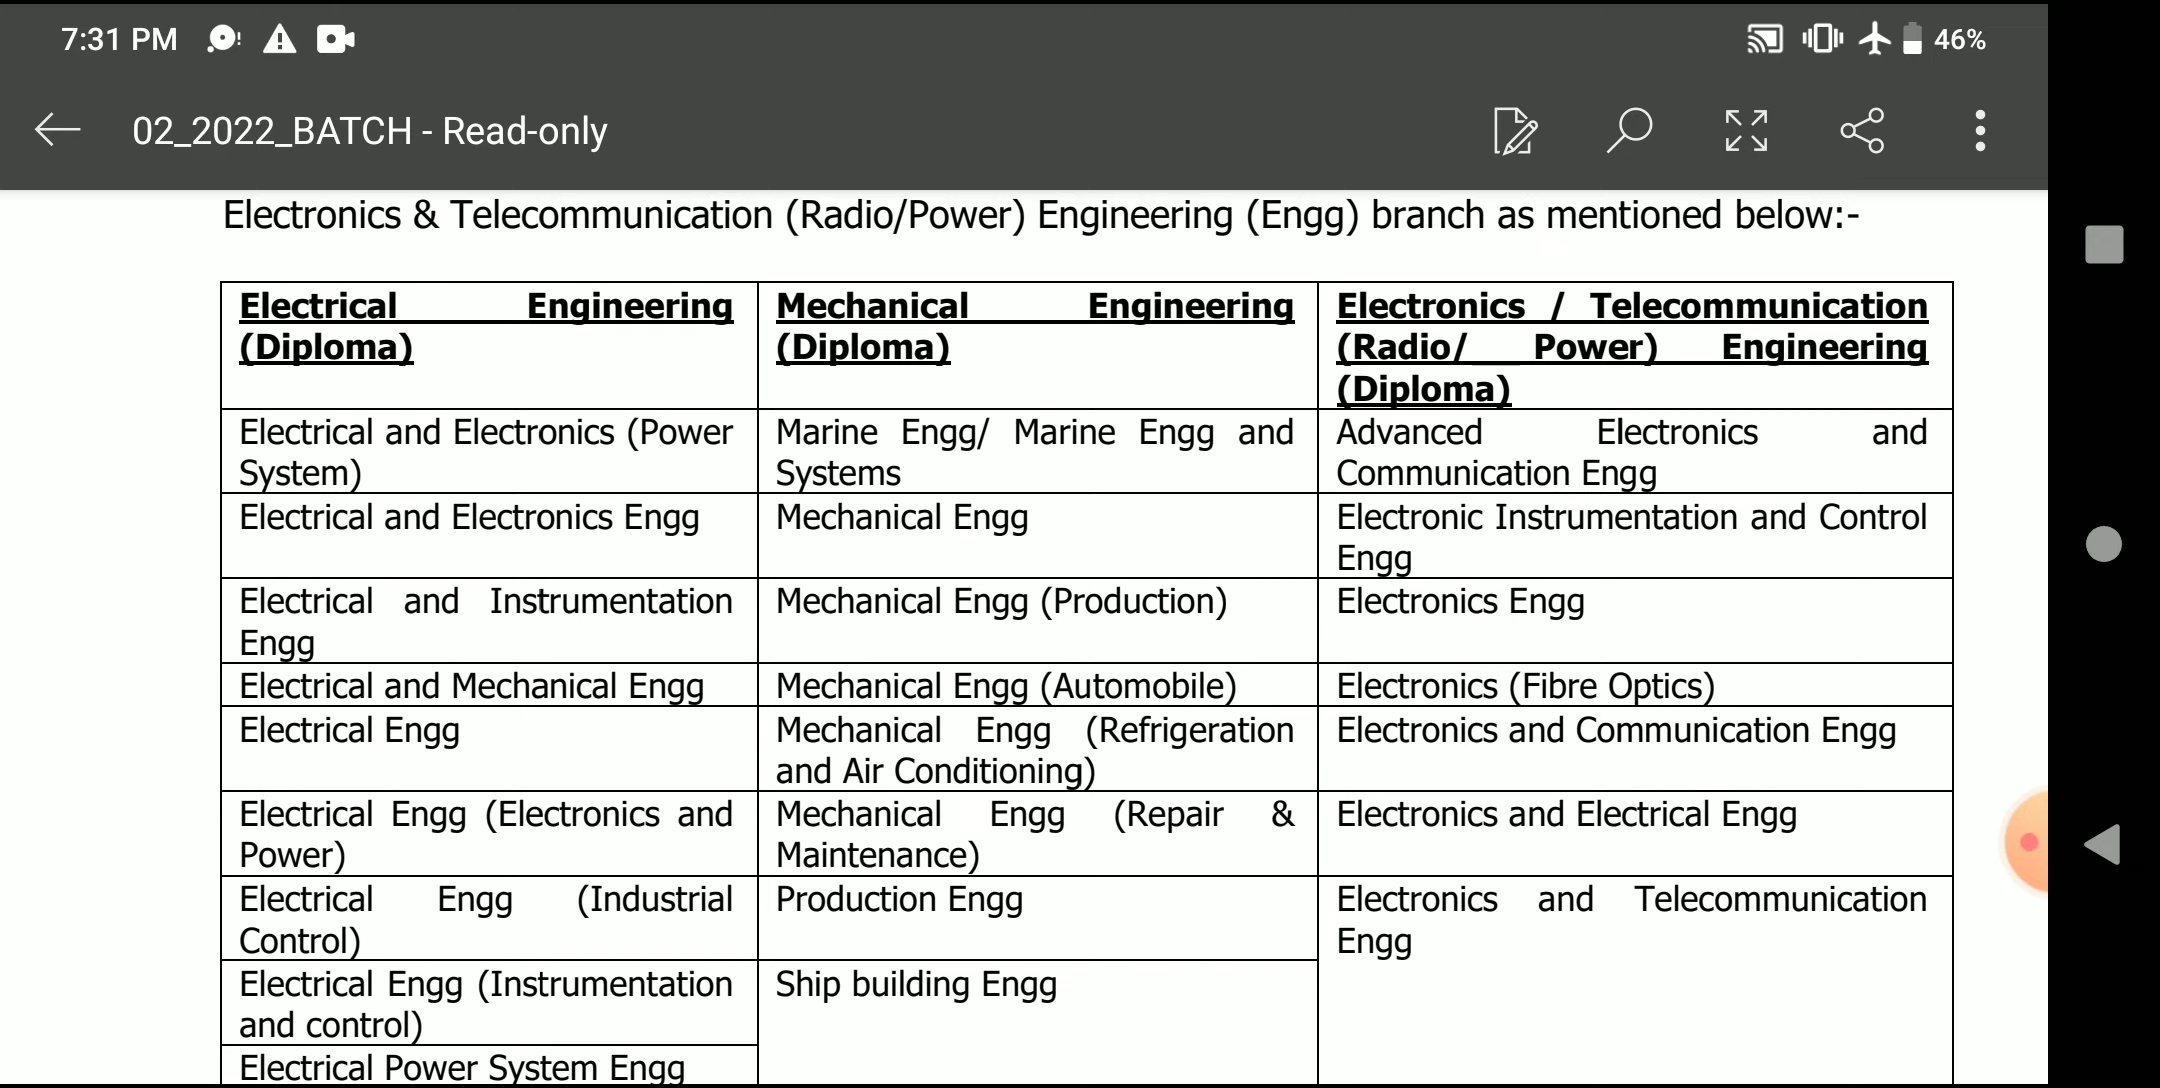 7:31 PM
46%
02_2022_BATCH - Read-only
Electronics & Telecommunication (Radio/Power) Engineering (Engg) branch as mentioned below:-
Electrical Engineering
(Diploma)
Mechanical Engineering
(Diploma)
Electronics / Telecommunication
(Radio/ Power) Engineering
(Diploma)
Electrical and Electronics (Power
System)
Marine Engg/ Marine Engg and
Systems
Advanced Electronics and
Communication Engg
Electrical and Electronics Engg
Mechanical Engg
Electronic Instrumentation and Control
Engg
Electrical and Instrumentation
Engg
Mechanical Engg (Production)
Electronics Engg
Electrical and Mechanical Engg
Mechanical Engg (Automobile)
Electronics (Fibre Optics)
Electrical Engg
Mechanical Engg (Refrigeration
and Air Conditioning)
Electronics and Communication Engg
Electrical Engg (Electronics and
Power)
Mechanical Engg (Repair &
Maintenance)
Electronics and Electrical Engg
Electrical Engg (Industrial
Control)
Production Engg
Electronics and Telecommunication
Engg
Electrical Engg (Instrumentation
and control)
Ship building Engg
Electrical Power System Engg